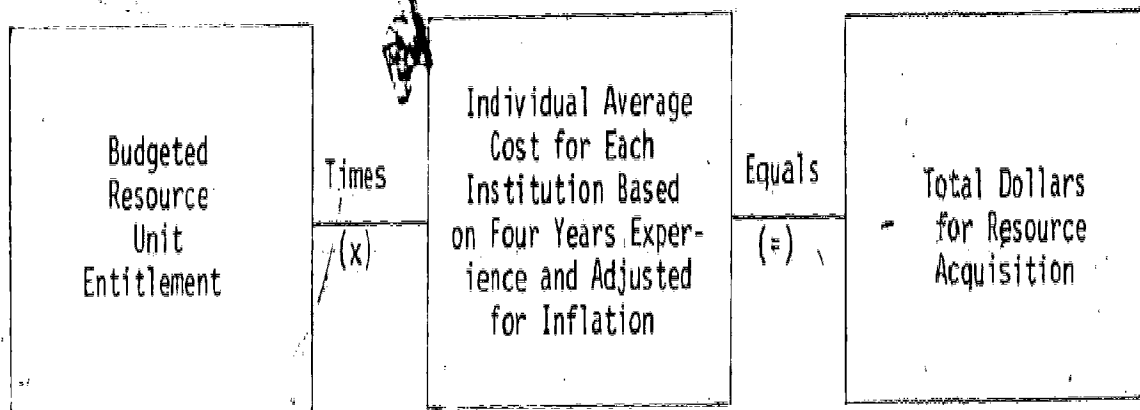 Budgeted
Resource
Unit
Entitlement
Times
(x)
Individual Average
Cost for Each
Institution Based
on Four Years Exper-
ience and Adjusted
for Inflation
Equals
(=)
Total Dollars
for Resource
Acquisition